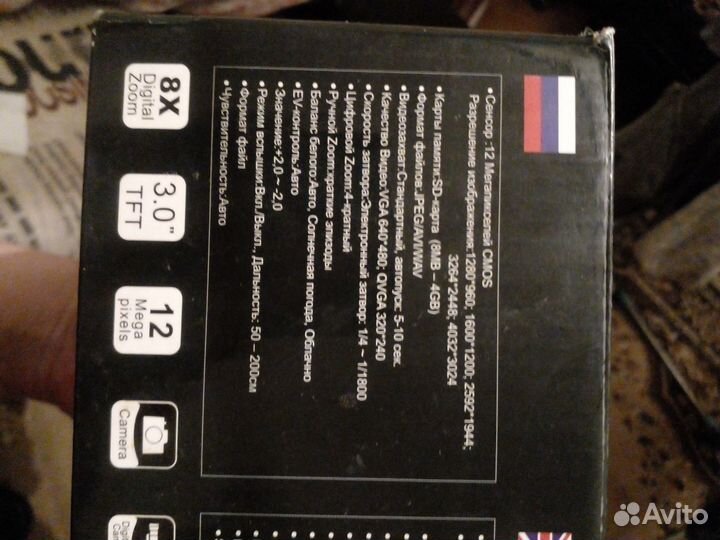 •Сенсор :12 Мегапикселей CMOS
Разрешение изображения:1280*960; 1600*1200; 2592*1944;
3264*2448; 4032*3024
•Карты памяти:SD-карта (8MB – 4GB)
•Формат файлов:JPEG/AVI/WAV
•Видеозахват:Стандартный, автопуск 5-10 сек.
•Качество Видео:VGA 640*480; QVGA 320*240
•Скорость затвора:Электронный затвор: 1/4 ~ 1/1800
•Цифровой Zoom:4-кратный
•Ручной Zoom:краткие эпизоды
•Баланс белого:Авто, Солнечная погода, Облачно
•EV-контроль:Авто
•Значение:+2,0 ~ -2,0
•Режим вспышки:Вкл./Выкл., Дальность: 50 – 200см
•Формат файл
•Чувствительность:Авто
8X
Digital
Zoom
3.0"
TFT
12
Mega
pixels
Camera
Avito